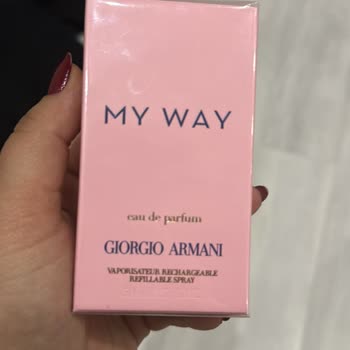 MY WAY
eau de parfum
GIORGIO ARMANI
VAPORISATEUR RECHARGEABLE
REFILLABLE SPRAY